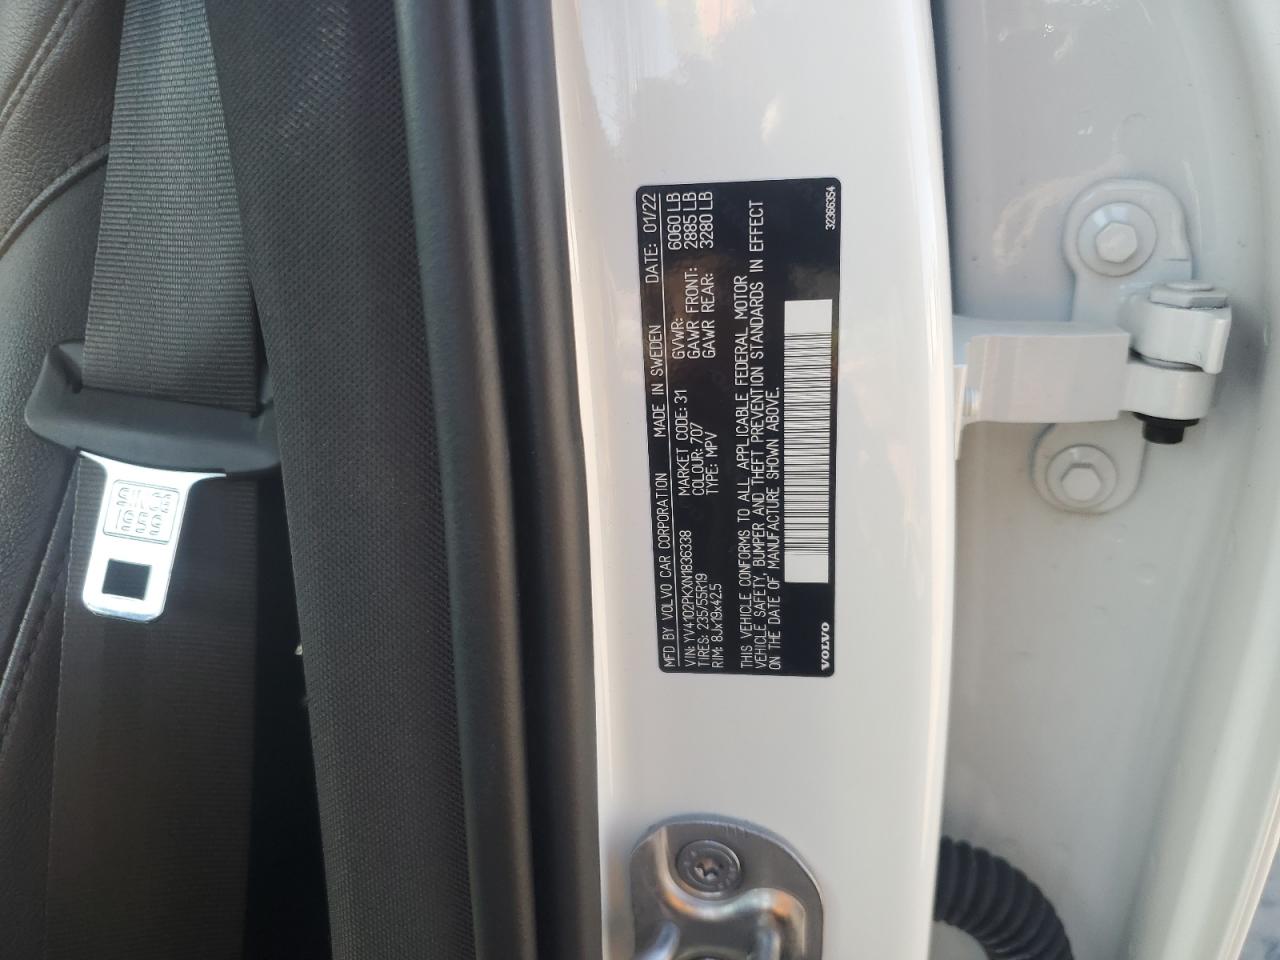 MFD BY VOLVO CAR CORPORATION MADE IN SWEDEN DATE: 01/22
VIN: YV4102PKXN1836338 MARKET CODE: 31 GVWR: 6060 LB
TIRES: 235/55R19 COLOUR: 707 GAWR FRONT: 2885 LB
RIM: 8Jx19x42.5 TYPE: MPV GAWR REAR: 3280 LB
THIS VEHICLE CONFORMS TO ALL APPLICABLE FEDERAL MOTOR
VEHICLE SAFETY, BUMPER AND THEFT PREVENTION STANDARDS IN EFFECT
ON THE DATE OF MANUFACTURE SHOWN ABOVE.
VOLVO 32366354